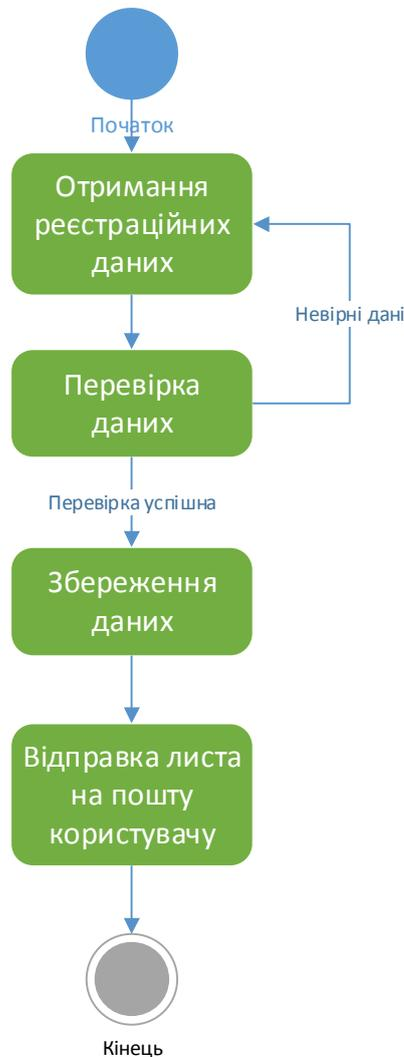 Початок
Отримання
реєстраційних
даних
Невірні дані
Перевірка
даних
Перевірка успішна
Збереження
даних
Відправка листа
на пошту
користувачу
Кінець